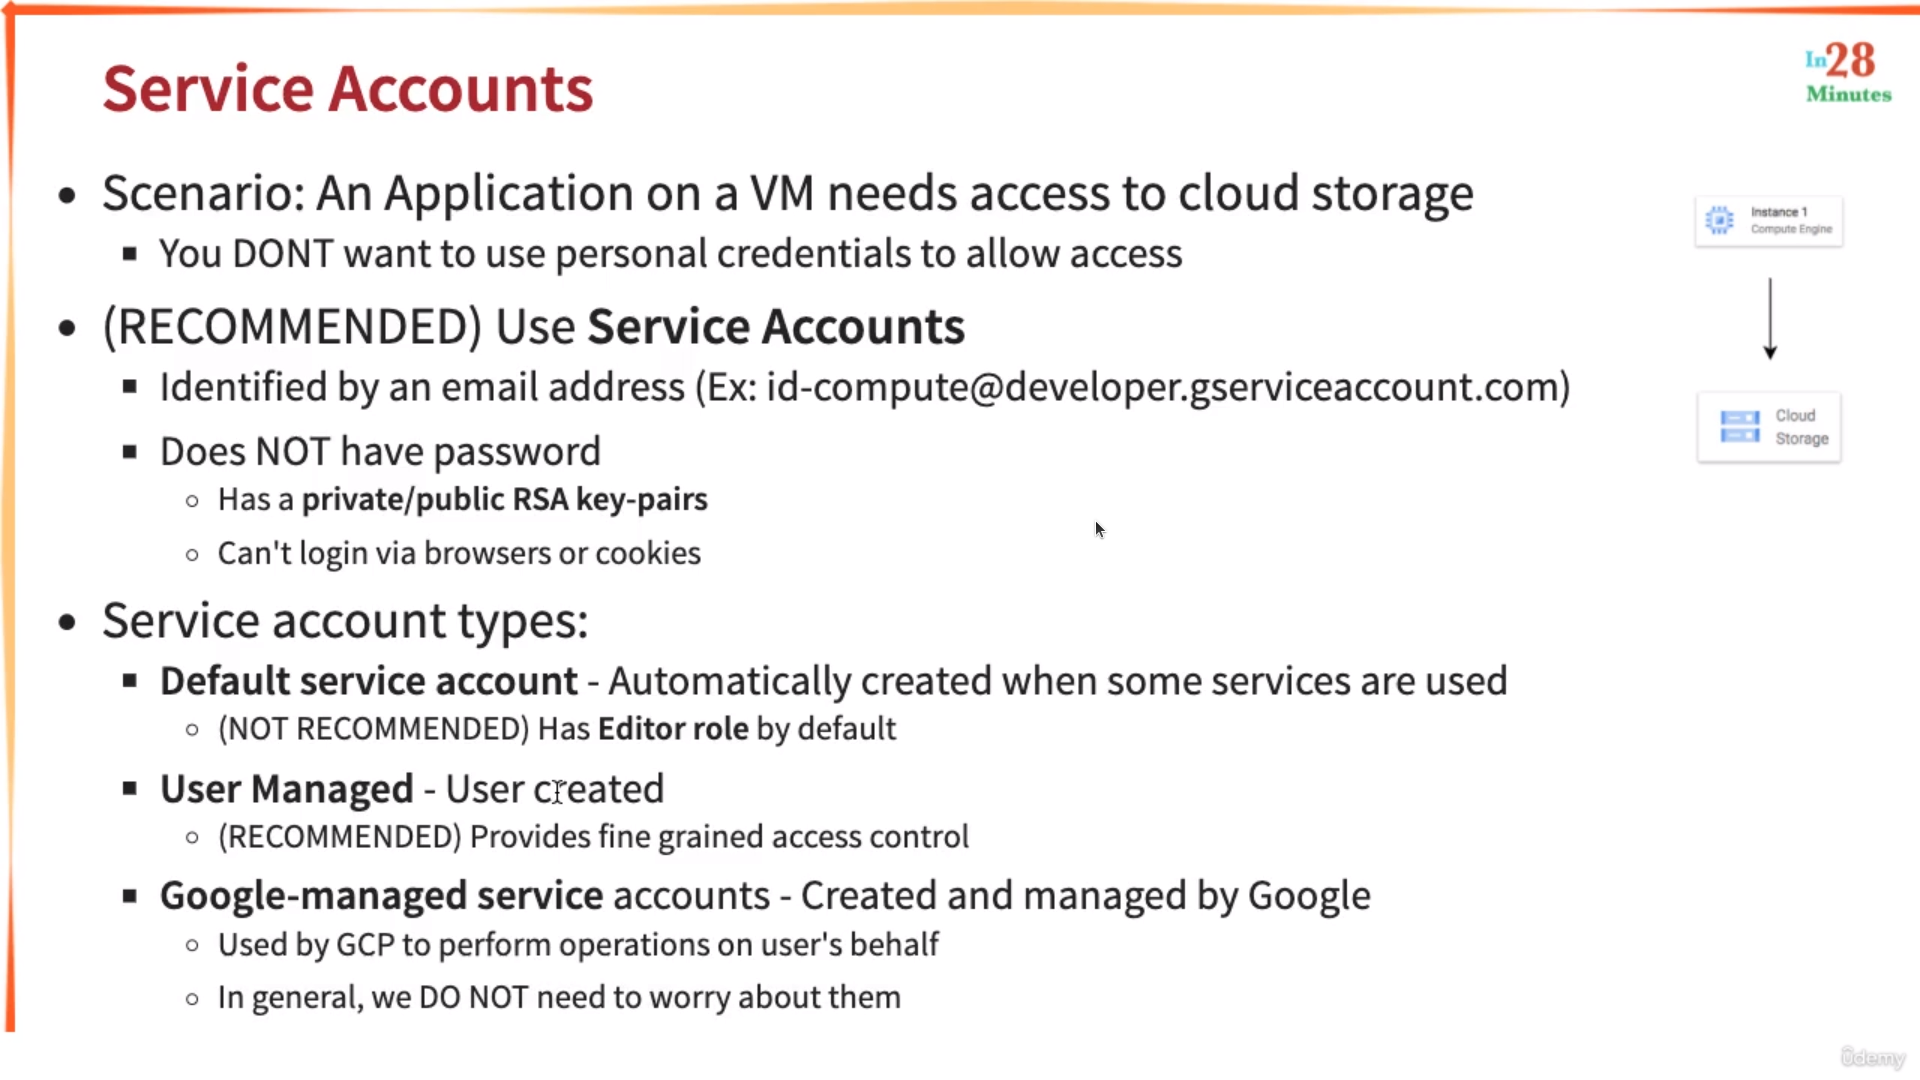 Service Accounts
In28
Minutes
• Scenario: An Application on a VM needs access to cloud storage
▪ You DONT want to use personal credentials to allow access
• (RECOMMENDED) Use Service Accounts
▪ Identified by an email address (Ex: id-compute@developer.gserviceaccount.com)
▪ Does NOT have password
○ Has a private/public RSA key-pairs
○ Can't login via browsers or cookies
• Service account types:
▪ Default service account - Automatically created when some services are used
○ (NOT RECOMMENDED) Has Editor role by default
▪ User Managed - User created
○ (RECOMMENDED) Provides fine grained access control
▪ Google-managed service accounts - Created and managed by Google
○ Used by GCP to perform operations on user's behalf
○ In general, we DO NOT need to worry about them
Instance 1
Compute Engine
Cloud
Storage
ûdemy